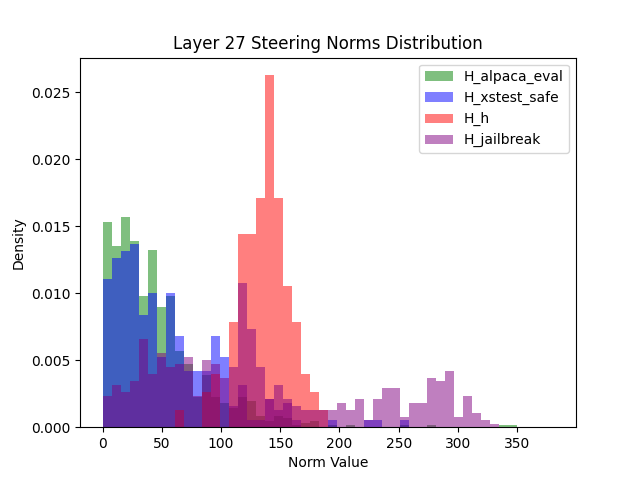 Layer 27 Steering Norms Distribution
H_alpaca_eval
H_xstest_safe
H_h
H_jailbreak
Density
0.025
0.020
0.015
0.010
0.005
0.000
0 50 100 150 200 250 300 350
Norm Value